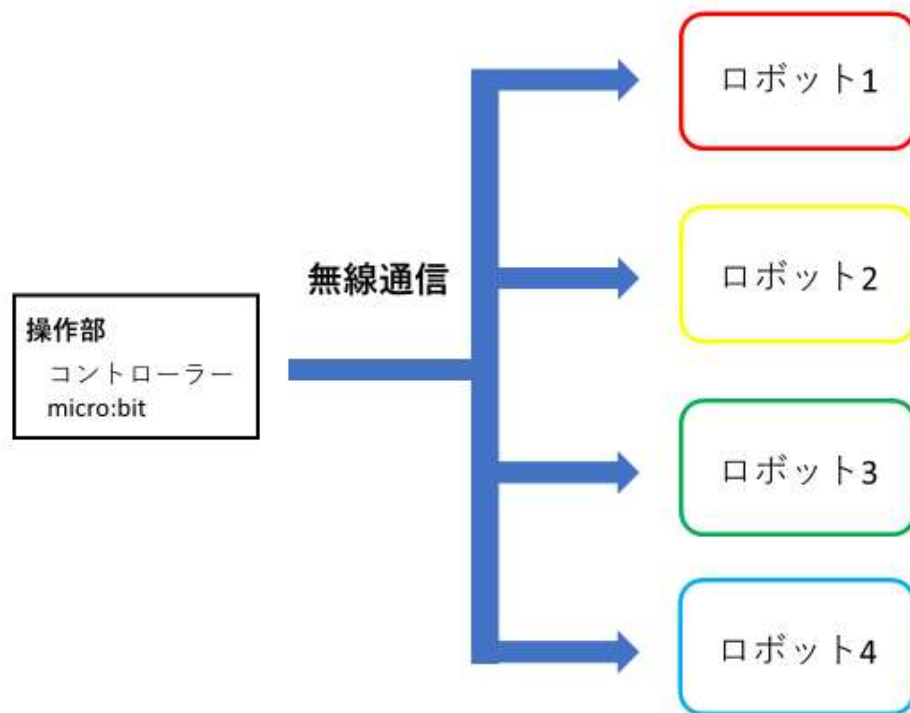 ロボット1
無線通信
ロボット2
操作部
コントローラー
micro:bit
ロボット3
ロボット4